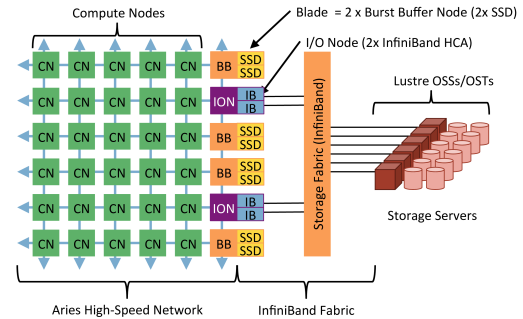 Compute Nodes
Blade = 2 x Burst Buffer Node (2x SSD)
I/O Node (2x InfiniBand HCA)
CN CN CN CN CN BB SSD
SSD
Lustre OSSs/OSTs
CN CN CN CN CN ION IB
IB
CN CN CN CN CN BB SSD
SSD
Storage Fabric (InfiniBand)
CN CN CN CN CN BB SSD
SSD
CN CN CN CN CN ION IB
IB
Storage Servers
CN CN CN CN CN BB SSD
SSD
Aries High-Speed Network
InfiniBand Fabric